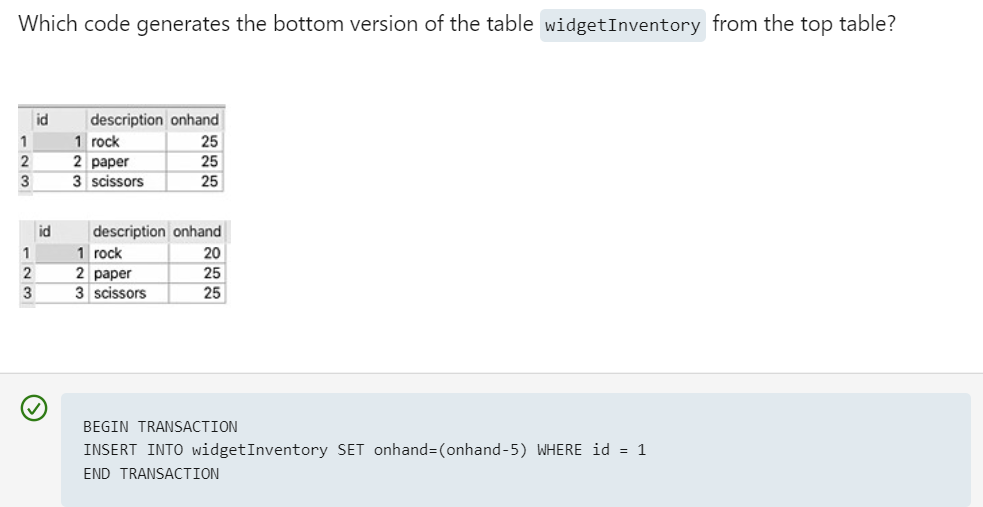 Which code generates the bottom version of the table widgetInventory from the top table?
id description onhand
1 1 rock 25
2 2 paper 25
3 3 scissors 25
id description onhand
1 1 rock 20
2 2 paper 25
3 3 scissors 25
BEGIN TRANSACTION
INSERT INTO widgetInventory SET onhand=(onhand-5) WHERE id = 1
END TRANSACTION